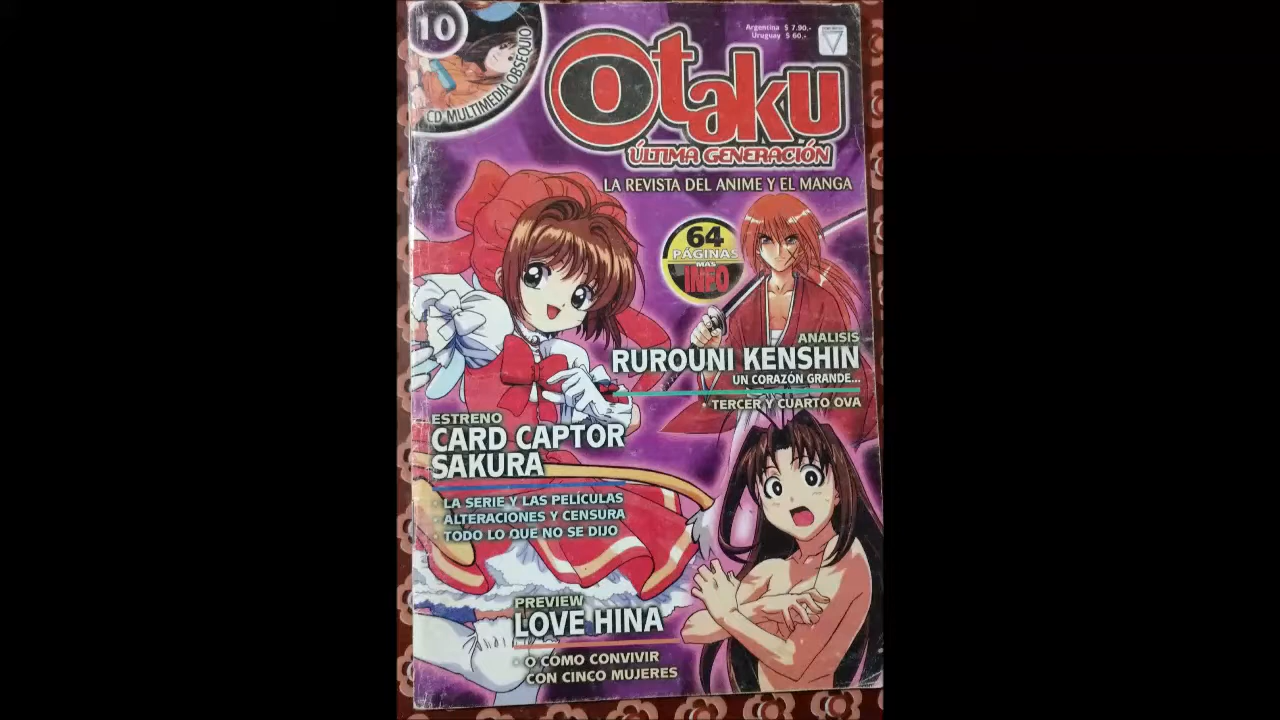 10
CD MULTIMEDIA OBSEQUIO
Argentina $ 7.90.-
Uruguay $ 60.-
Otaku
ÚLTIMA GENERACIÓN
LA REVISTA DEL ANIME Y EL MANGA
64
PÁGINAS
MAS
INFO
ANALISIS
RUROUNI KENSHIN
UN CORAZÓN GRANDE...
• TERCER Y CUARTO OVA
ESTRENO
CARD CAPTOR
SAKURA
• LA SERIE Y LAS PELÍCULAS
• ALTERACIONES Y CENSURA
• TODO LO QUE NO SE DIJO
PREVIEW
LOVE HINA
• O CÓMO CONVIVIR
CON CINCO MUJERES